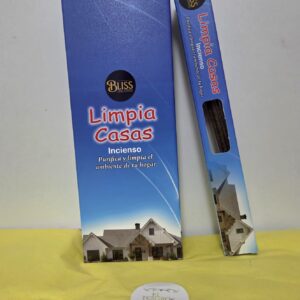 BLISS
Limpia
Casas
Incienso
Purifica y limpia el
ambiente de tu hogar.
Limpia Casas
Incienso